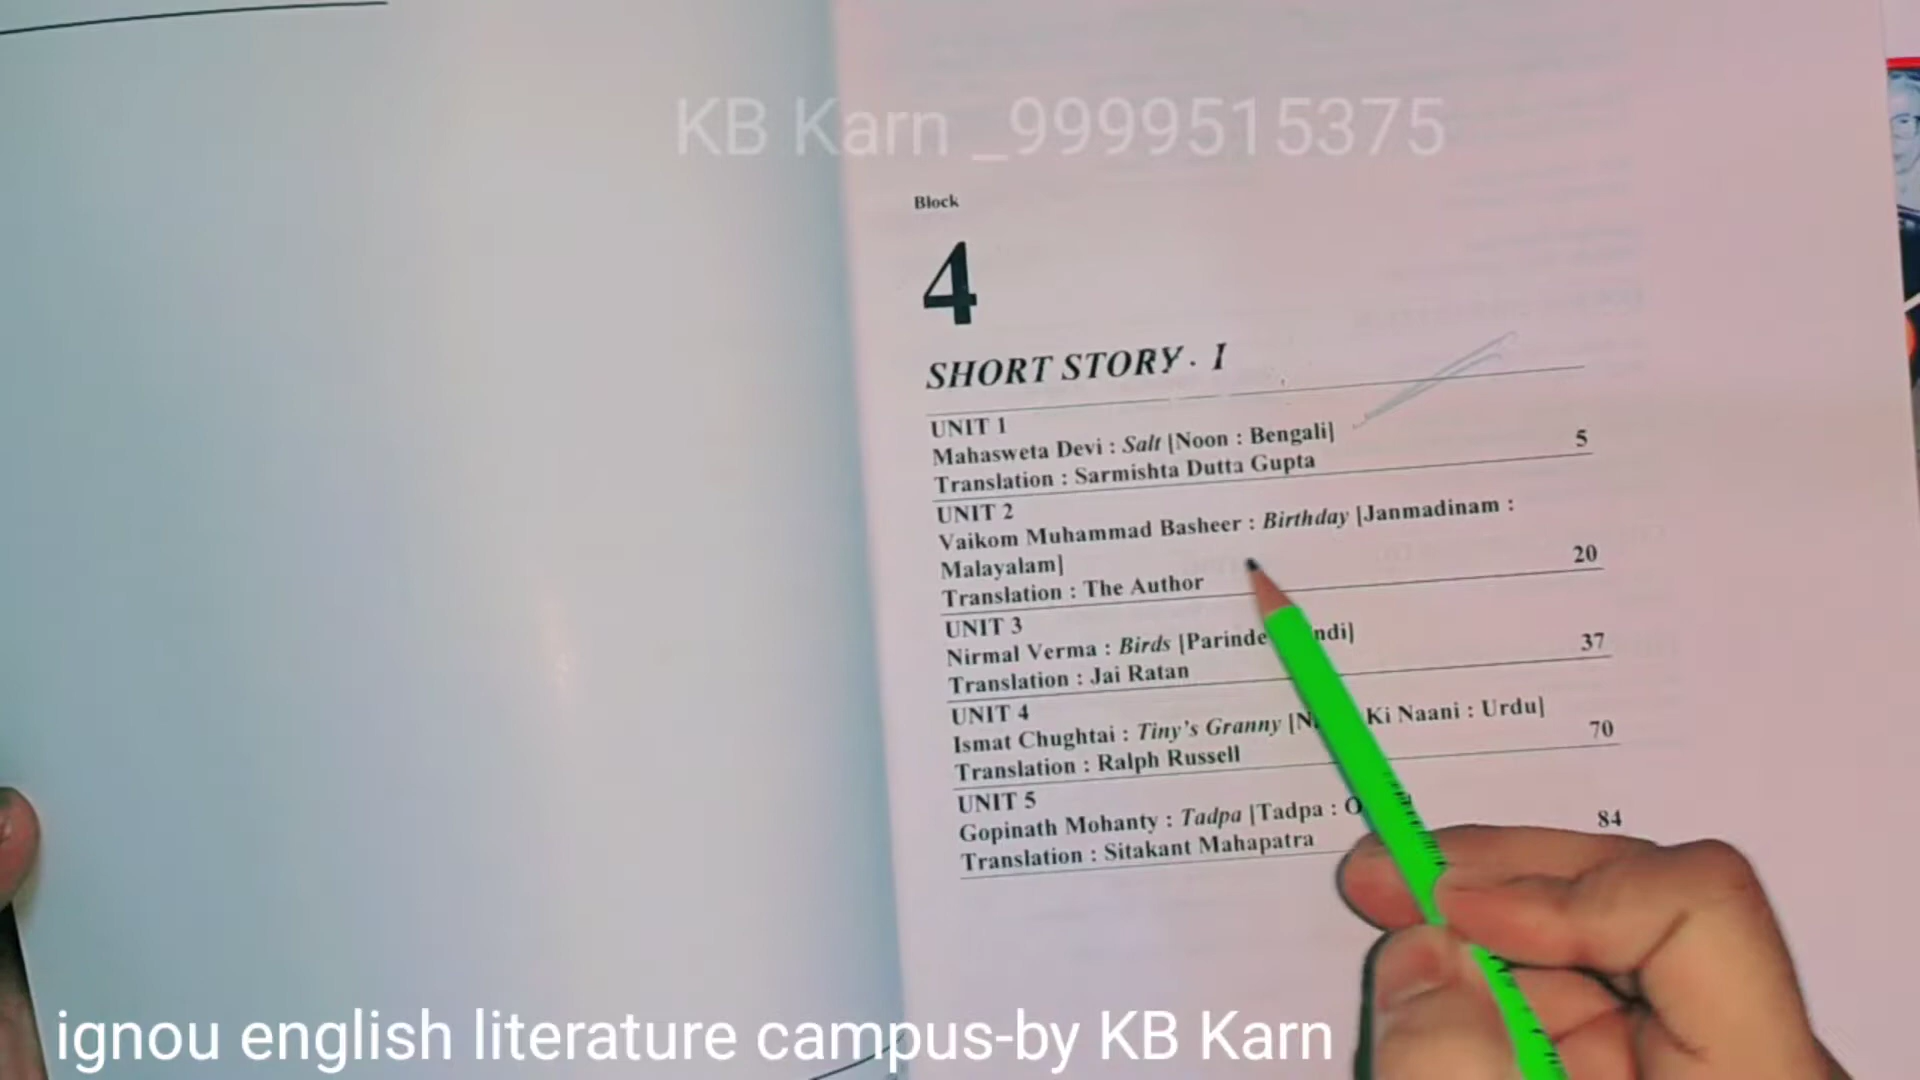 KB Karn _9999515375
Block
4
SHORT STORY - I
UNIT 1
Mahasweta Devi : Salt [Noon : Bengali]
Translation : Sarmishta Dutta Gupta 5
UNIT 2
Vaikom Muhammad Basheer : Birthday [Janmadinam :
Malayalam]
Translation : The Author 20
UNIT 3
Nirmal Verma : Birds [Parinde
Translation : Jai Ratan 37
UNIT 4
Ismat Chughtai : Tiny's Granny Ki Naani : Urdu]
Translation : Ralph Russell 70
UNIT 5
Gopinath Mohanty : Tadpa [Tadpa :
Translation : Sitakant Mahapatra 84
ignou english literature campus-by KB Karn